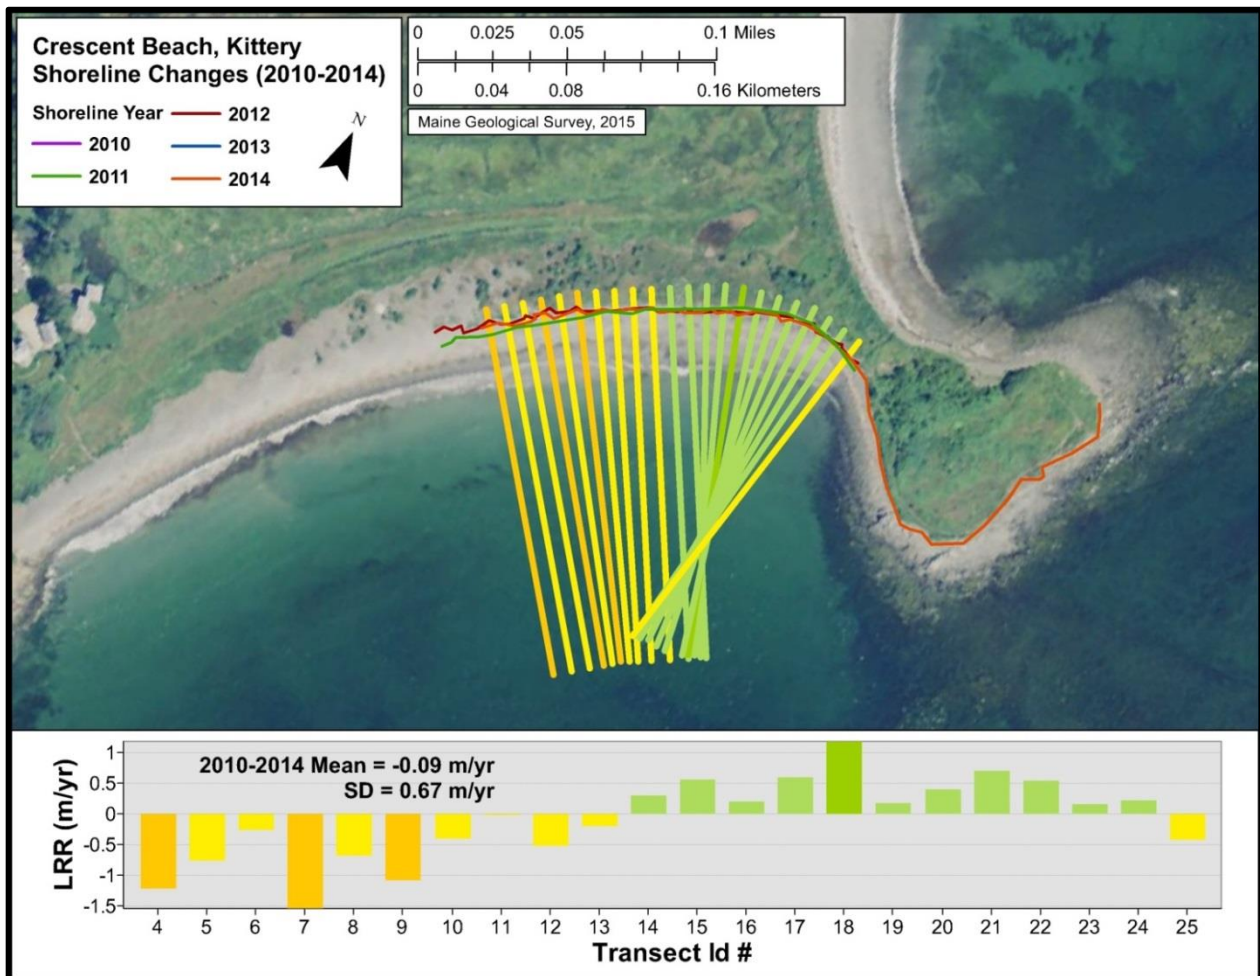 Crescent Beach, Kittery
Shoreline Changes (2010-2014)
Shoreline Year
2010
2011
2012
2013
2014
N
0 0.025 0.05 0.1 Miles
0 0.04 0.08 0.16 Kilometers
Maine Geological Survey, 2015
2010-2014 Mean = -0.09 m/yr
SD = 0.67 m/yr
LRR (m/yr)
1
0.5
0
-0.5
-1
-1.5
4 5 6 7 8 9 10 11 12 13 14 15 16 17 18 19 20 21 22 23 24 25
Transect Id #